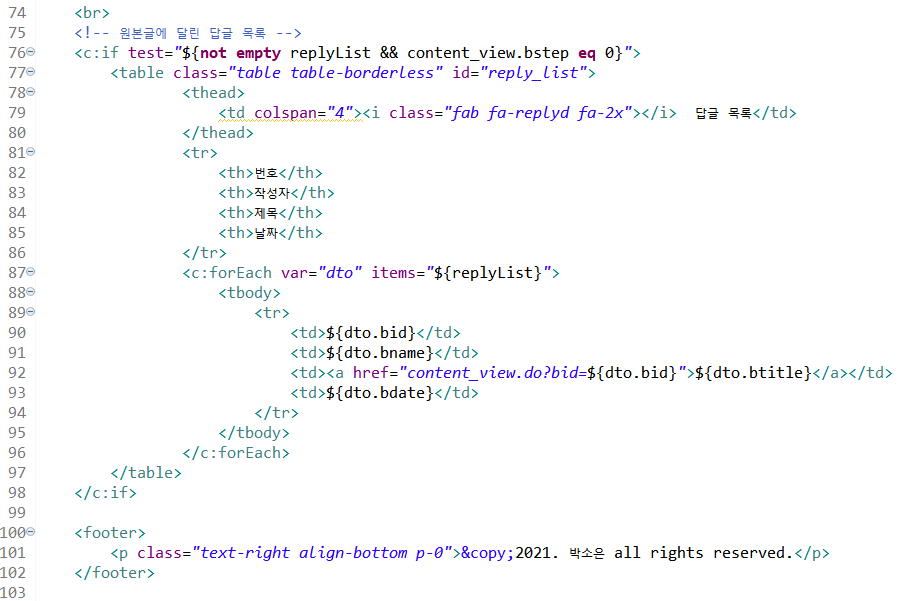 74 <br>
75 <!-- 원본글에 달린 답글 목록 -->
76 <c:if test="${not empty replyList && content_view.bstep eq 0}">
77 <table class="table table-borderless" id="reply_list">
78 <thead>
79 <td colspan="4"><i class="fab fa-replyd fa-2x"></i> 답글 목록</td>
80 </thead>
81 <tr>
82 <th>번호</th>
83 <th>작성자</th>
84 <th>제목</th>
85 <th>날짜</th>
86 </tr>
87 <c:forEach var="dto" items="${replyList}">
88 <tbody>
89 <tr>
90 <td>${dto.bid}</td>
91 <td>${dto.bname}</td>
92 <td><a href="content_view.do?bid=${dto.bid}">${dto.btitle}</a></td>
93 <td>${dto.bdate}</td>
94 </tr>
95 </tbody>
96 </c:forEach>
97 </table>
98 </c:if>
99
100 <footer>
101 <p class="text-right align-bottom p-0">&copy;2021. 박소은 all rights reserved.</p>
102 </footer>
103